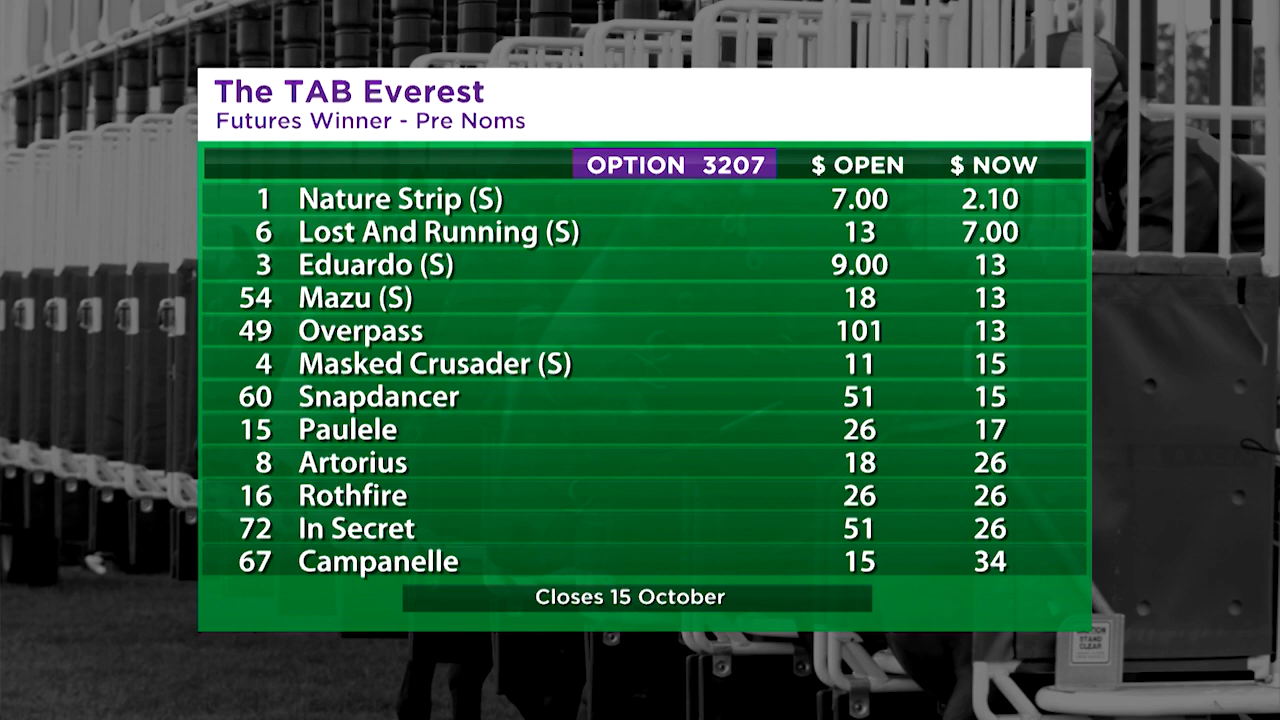 The TAB Everest
Futures Winner - Pre Noms
OPTION 3207 $ OPEN $ NOW
1 Nature Strip (S) 7.00 2.10
6 Lost And Running (S) 13 7.00
3 Eduardo (S) 9.00 13
54 Mazu (S) 18 13
49 Overpass 101 13
4 Masked Crusader (S) 11 15
60 Snapdancer 51 15
15 Paulele 26 17
8 Artorius 18 26
16 Rothfire 26 26
72 In Secret 51 26
67 Campanelle 15 34
Closes 15 October
CAUTION
STAND
CLEAR